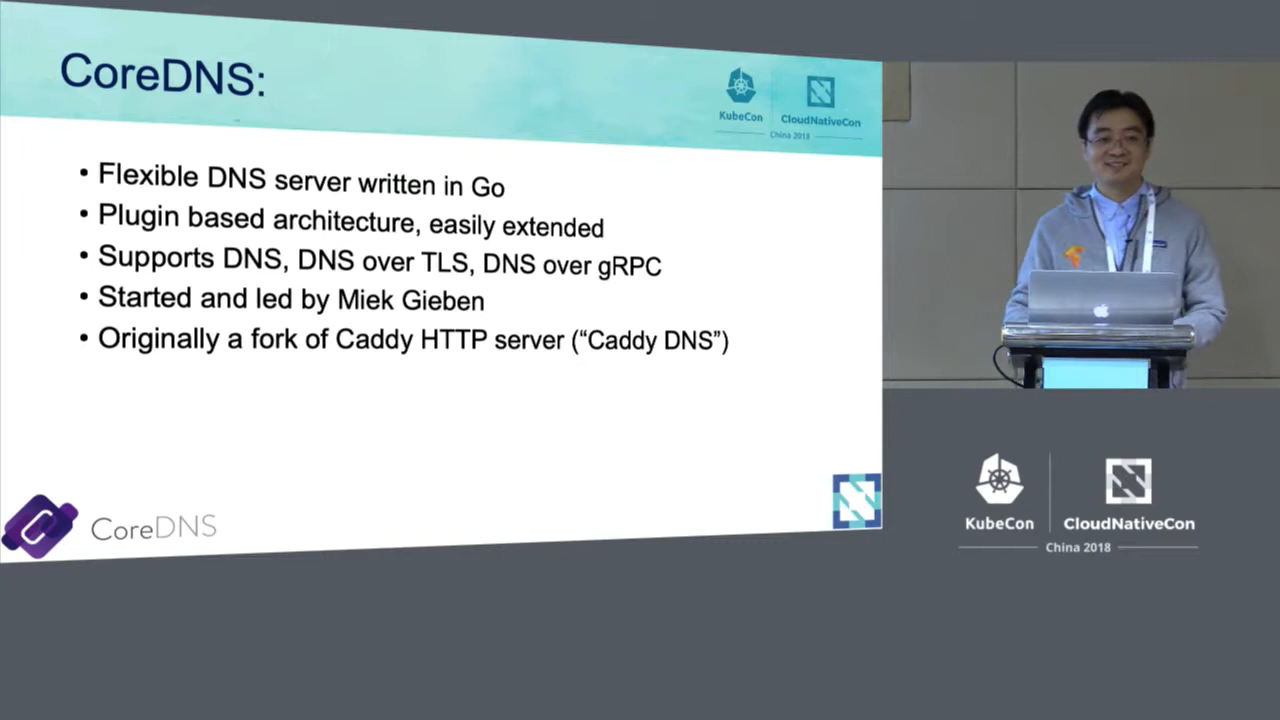 CoreDNS:
KubeCon
CloudNativeCon
China 2018
• Flexible DNS server written in Go
• Plugin based architecture, easily extended
• Supports DNS, DNS over TLS, DNS over gRPC
• Started and led by Miek Gieben
• Originally a fork of Caddy HTTP server (“Caddy DNS”)
CoreDNS
KubeCon
CloudNativeCon
China 2018